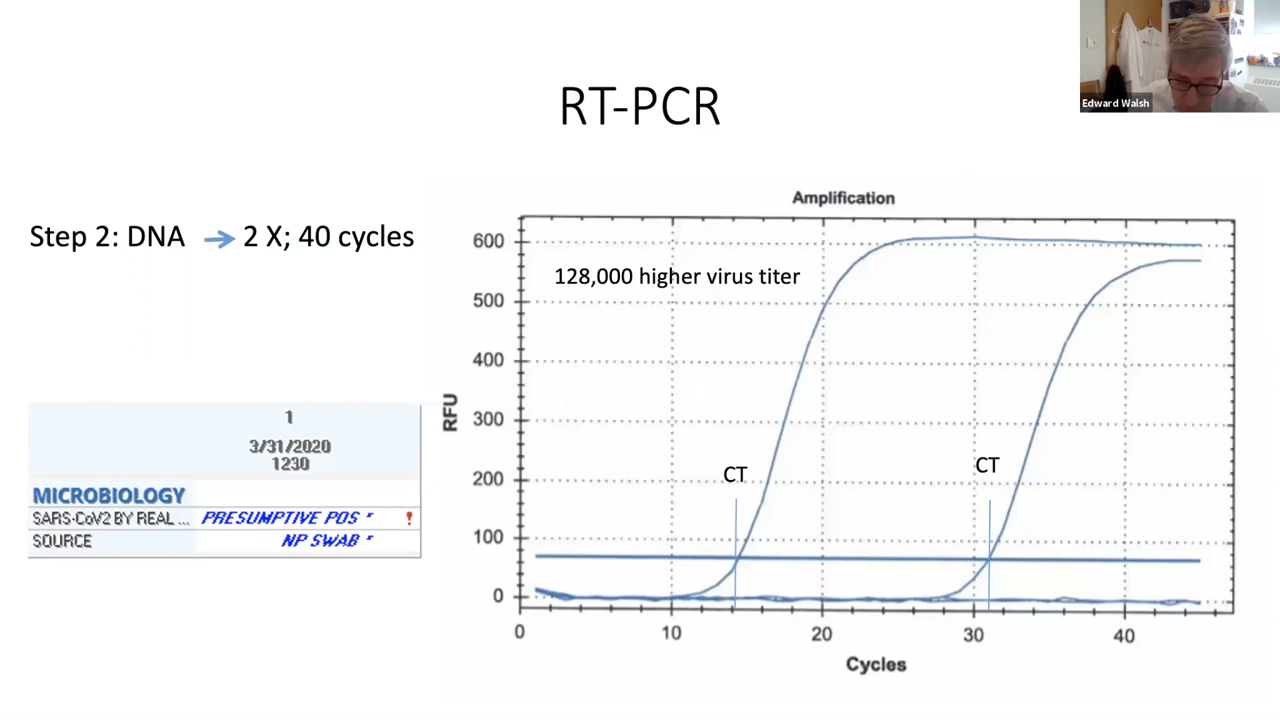 Edward Walsh
RT-PCR
Step 2: DNA → 2 X; 40 cycles
Amplification
128,000 higher virus titer
RFU
600
500
400
300
200
100
0
CT
CT
0 10 20 30 40
Cycles
1
3/31/2020
1230
MICROBIOLOGY
SARS-CoV2 BY REAL ... PRESUMPTIVE POS * !
SOURCE NP SWAB *